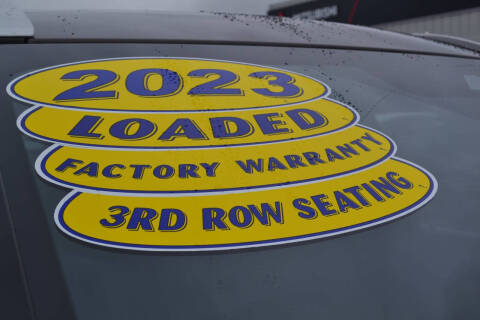 2023
LOADED
FACTORY WARRANTY
3RD ROW SEATING